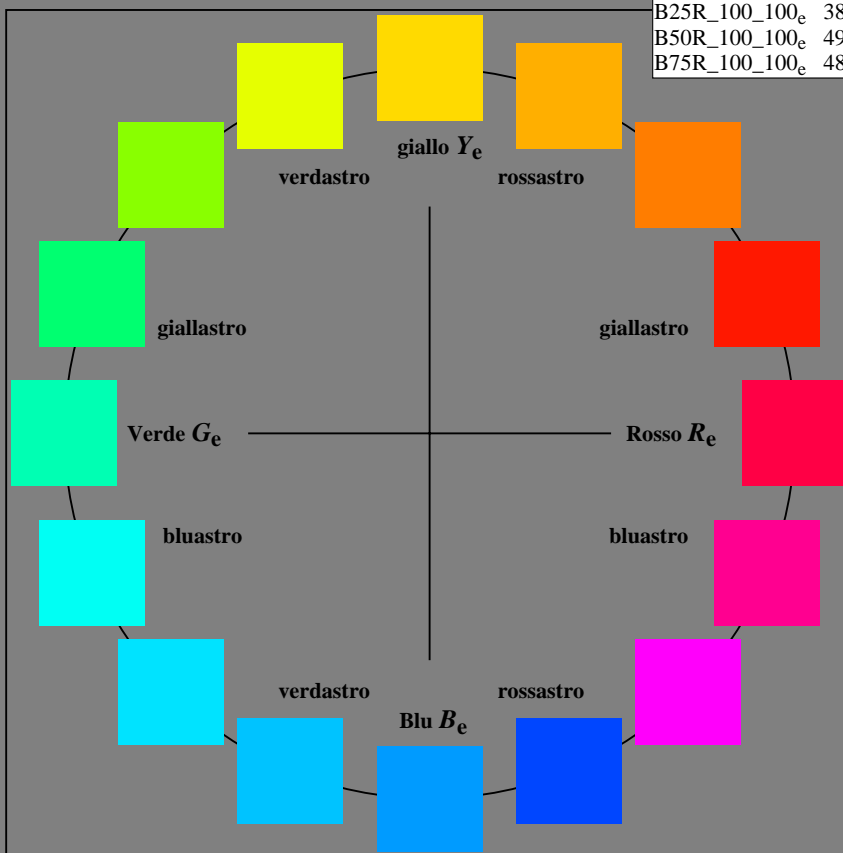 B25R_100_100e 38
B50R_100_100e 49
B75R_100_100e 48
giallo Ye
verdastro rossastro
giallastro giallastro
Verde Ge Rosso Re
bluastro bluastro
verdastro rossastro
Blu Be